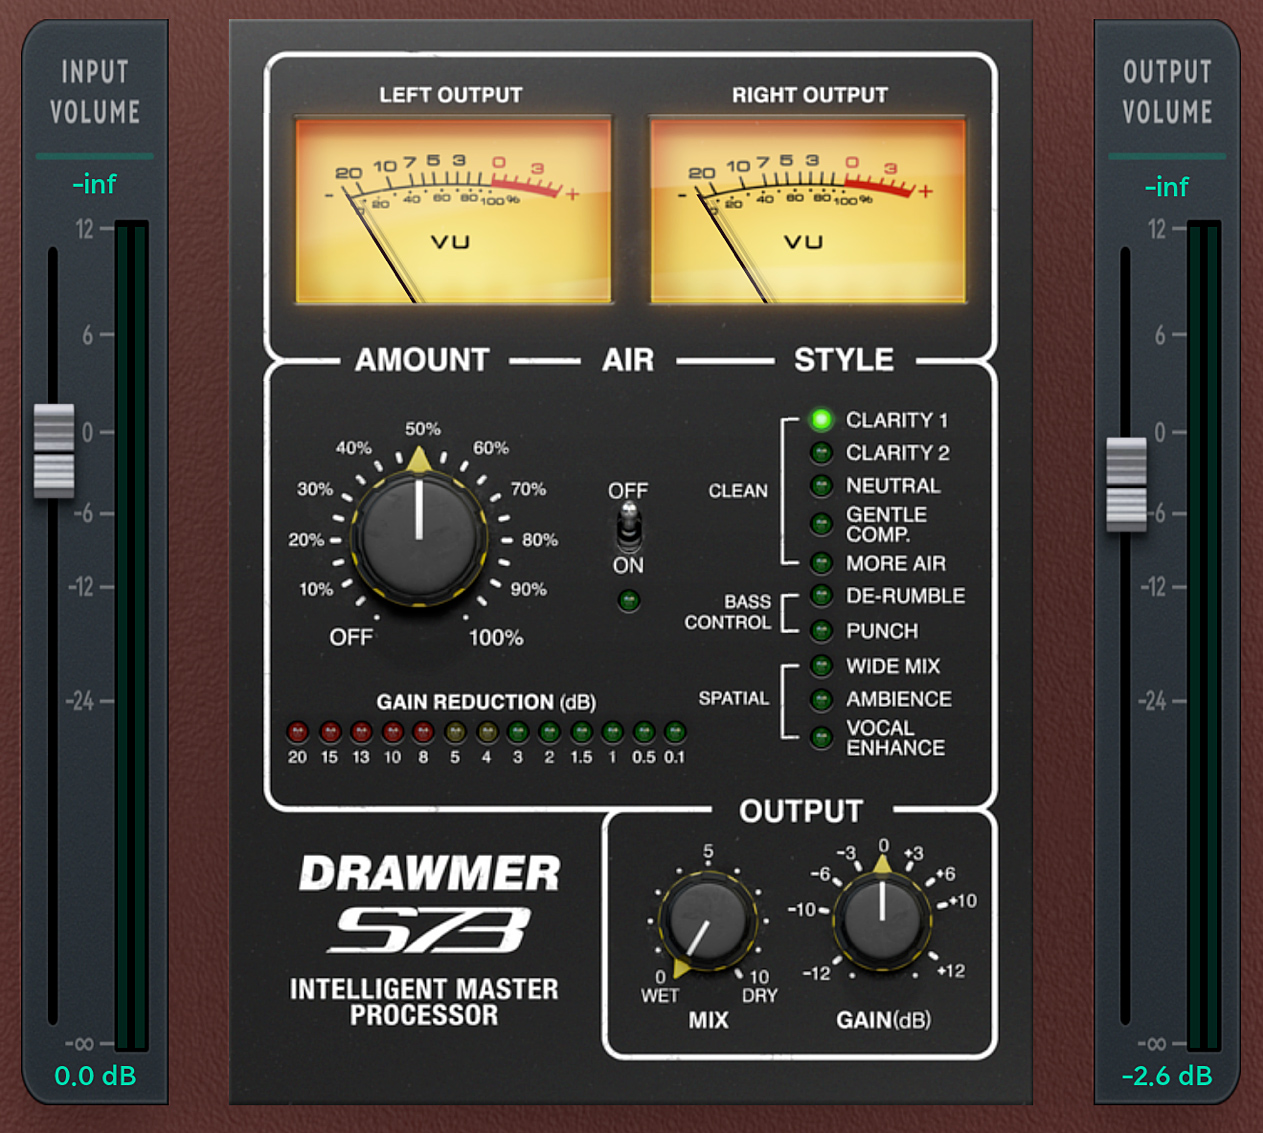 INPUT
VOLUME
-inf
12
6
0
-6
-12
-24
-∞
0.0 dB
LEFT OUTPUT
20 10 7 5 3 0 3
- +
0 20 40 60 80 100%
VU
RIGHT OUTPUT
20 10 7 5 3 0 3
- +
0 20 40 60 80 100%
VU
AMOUNT
OFF
10%
20%
30%
40%
50%
60%
70%
80%
90%
100%
AIR
OFF
ON
STYLE
CLEAN
CLARITY 1
CLARITY 2
NEUTRAL
GENTLE
COMP.
MORE AIR
BASS
CONTROL
DE-RUMBLE
PUNCH
SPATIAL
WIDE MIX
AMBIENCE
VOCAL
ENHANCE
GAIN REDUCTION (dB)
20 15 13 10 8 5 4 3 2 1.5 1 0.5 0.1
DRAWMER
S73
INTELLIGENT MASTER
PROCESSOR
OUTPUT
5
0 10
WET DRY
MIX
-12
-10
-6
-3
0
+3
+6
+10
+12
GAIN(dB)
OUTPUT
VOLUME
-inf
12
6
0
-6
-12
-24
-∞
-2.6 dB